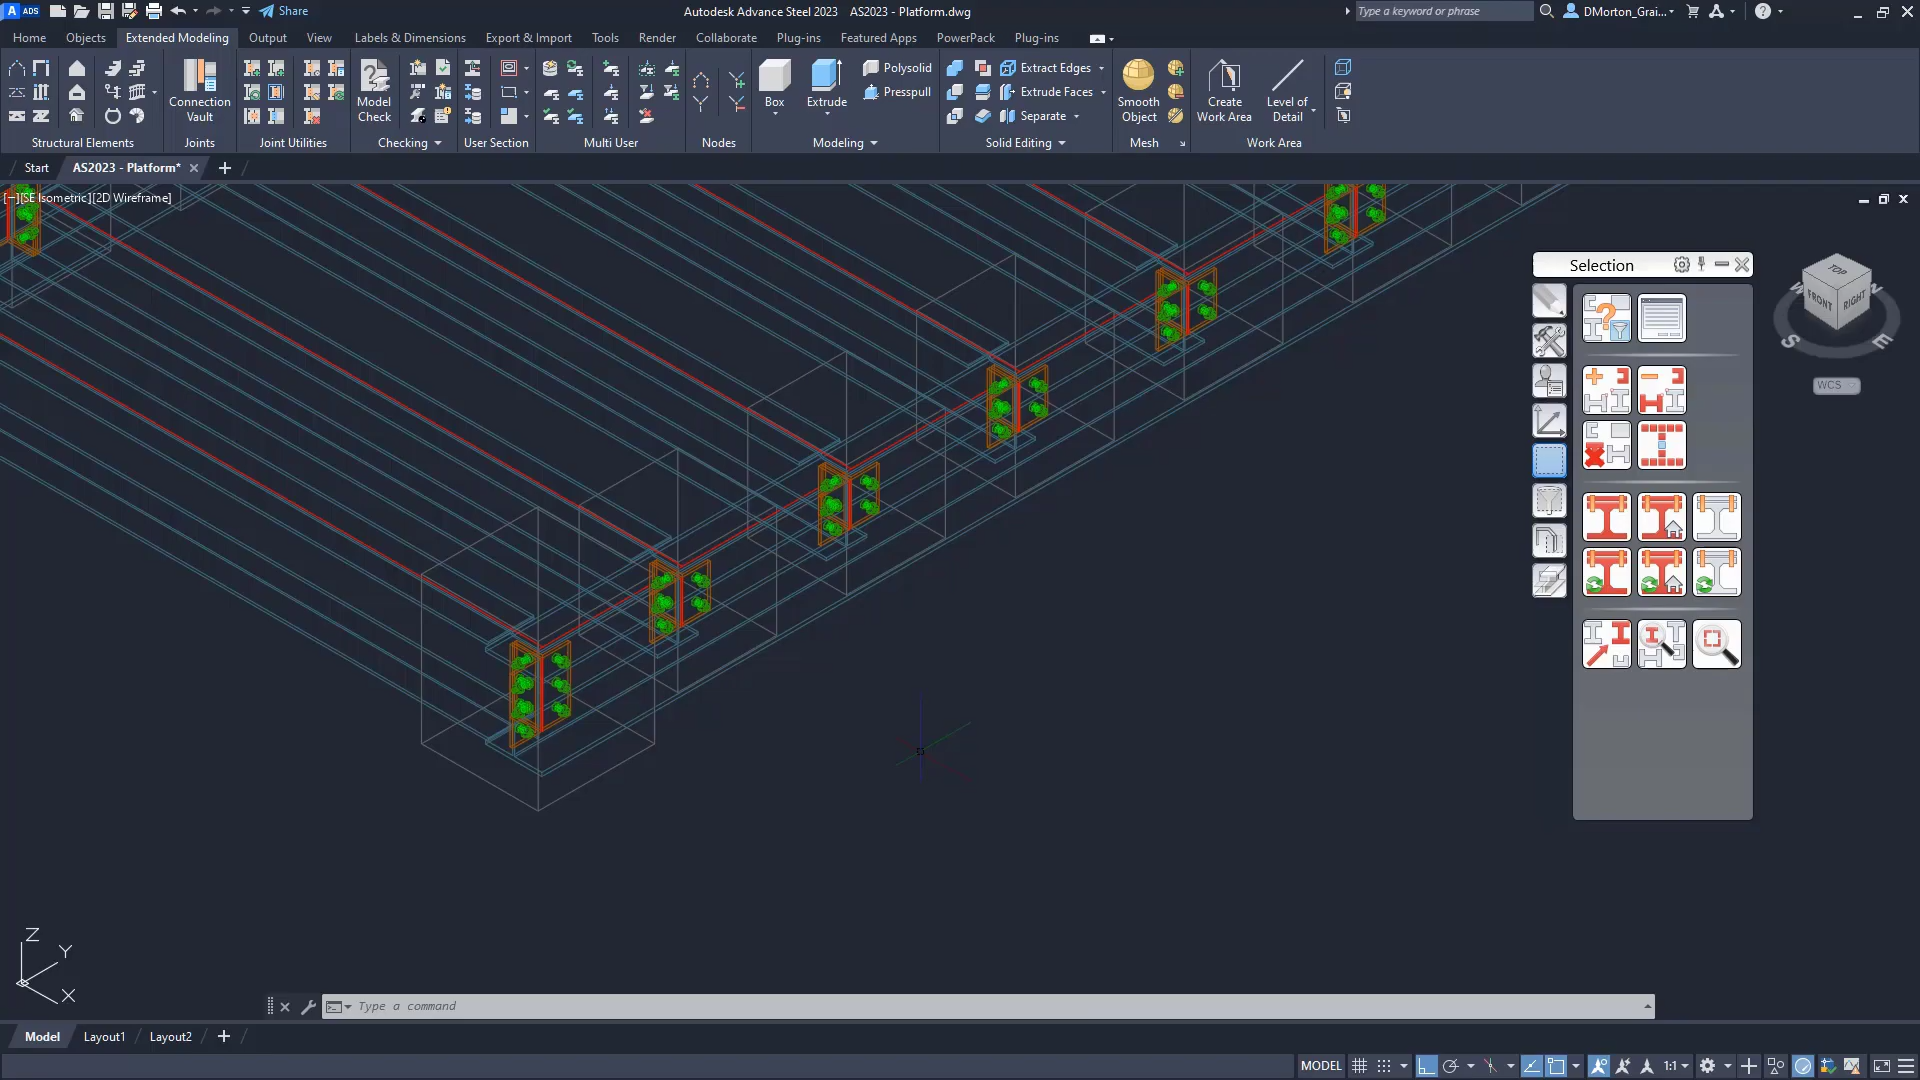 A ADS Share Autodesk Advance Steel 2023 AS2023 - Platform.dwg Type a keyword or phrase DMorton_Grai...
Home Objects Extended Modeling Output View Labels & Dimensions Export & Import Tools Render Collaborate Plug-ins Featured Apps PowerPack Plug-ins
Polysolid Extract Edges
Connection Vault
Model Check
Box
Extrude
Presspull
Extrude Faces
Separate
Smooth Object
Create Work Area
Level of Detail
Structural Elements Joints Joint Utilities Checking User Section Multi User Nodes Modeling Solid Editing Mesh Work Area
Start AS2023 - Platform*
[−][SE Isometric][2D Wireframe]
Selection
TOP
FRONT
RIGHT
S
E
WCS
Z
Y
X
Type a command
Model Layout1 Layout2
MODEL 1:1